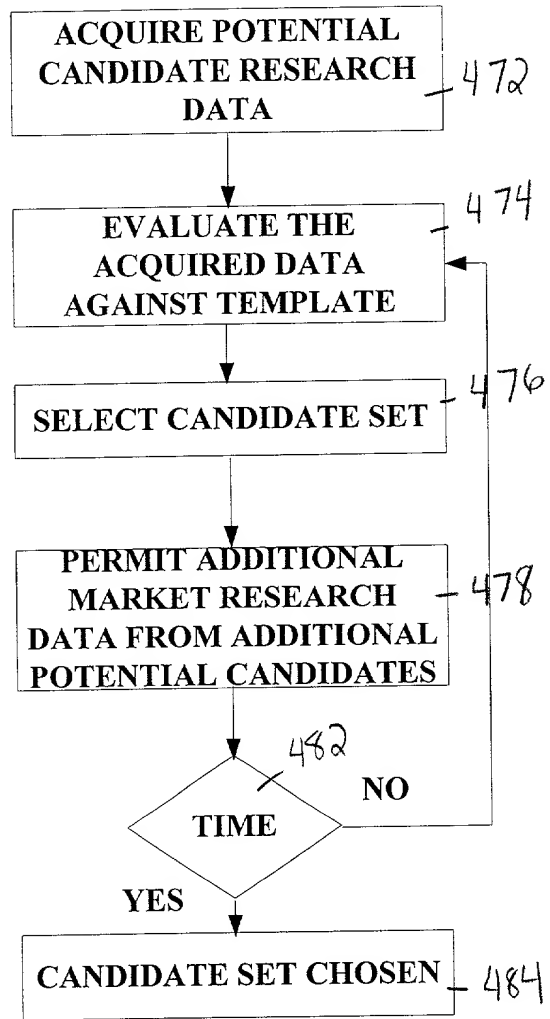 ACQUIRE POTENTIAL
CANDIDATE RESEARCH
DATA
472
EVALUATE THE
ACQUIRED DATA
AGAINST TEMPLATE
474
SELECT CANDIDATE SET
476
PERMIT ADDITIONAL
MARKET RESEARCH
DATA FROM ADDITIONAL
POTENTIAL CANDIDATES
478
482
TIME
NO
YES
CANDIDATE SET CHOSEN
484